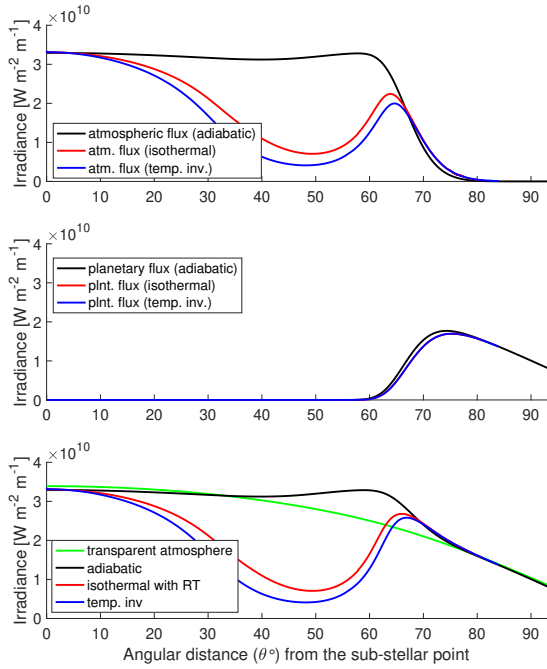 ×10^10
4
3
2
1
0
Irradiance [W m^-2 m^-1]
atmospheric flux (adiabatic)
atm. flux (isothermal)
atm. flux (temp. inv.)
0 10 20 30 40 50 60 70 80 90
×10^10
4
3
2
1
0
Irradiance [W m^-2 m^-1]
planetary flux (adiabatic)
plnt. flux (isothermal)
plnt. flux (temp. inv.)
0 10 20 30 40 50 60 70 80 90
×10^10
4
3
2
1
0
Irradiance [W m^-2 m^-1]
transparent atmosphere
adiabatic
isothermal with RT
temp. inv
0 10 20 30 40 50 60 70 80 90
Angular distance (θ°) from the sub-stellar point